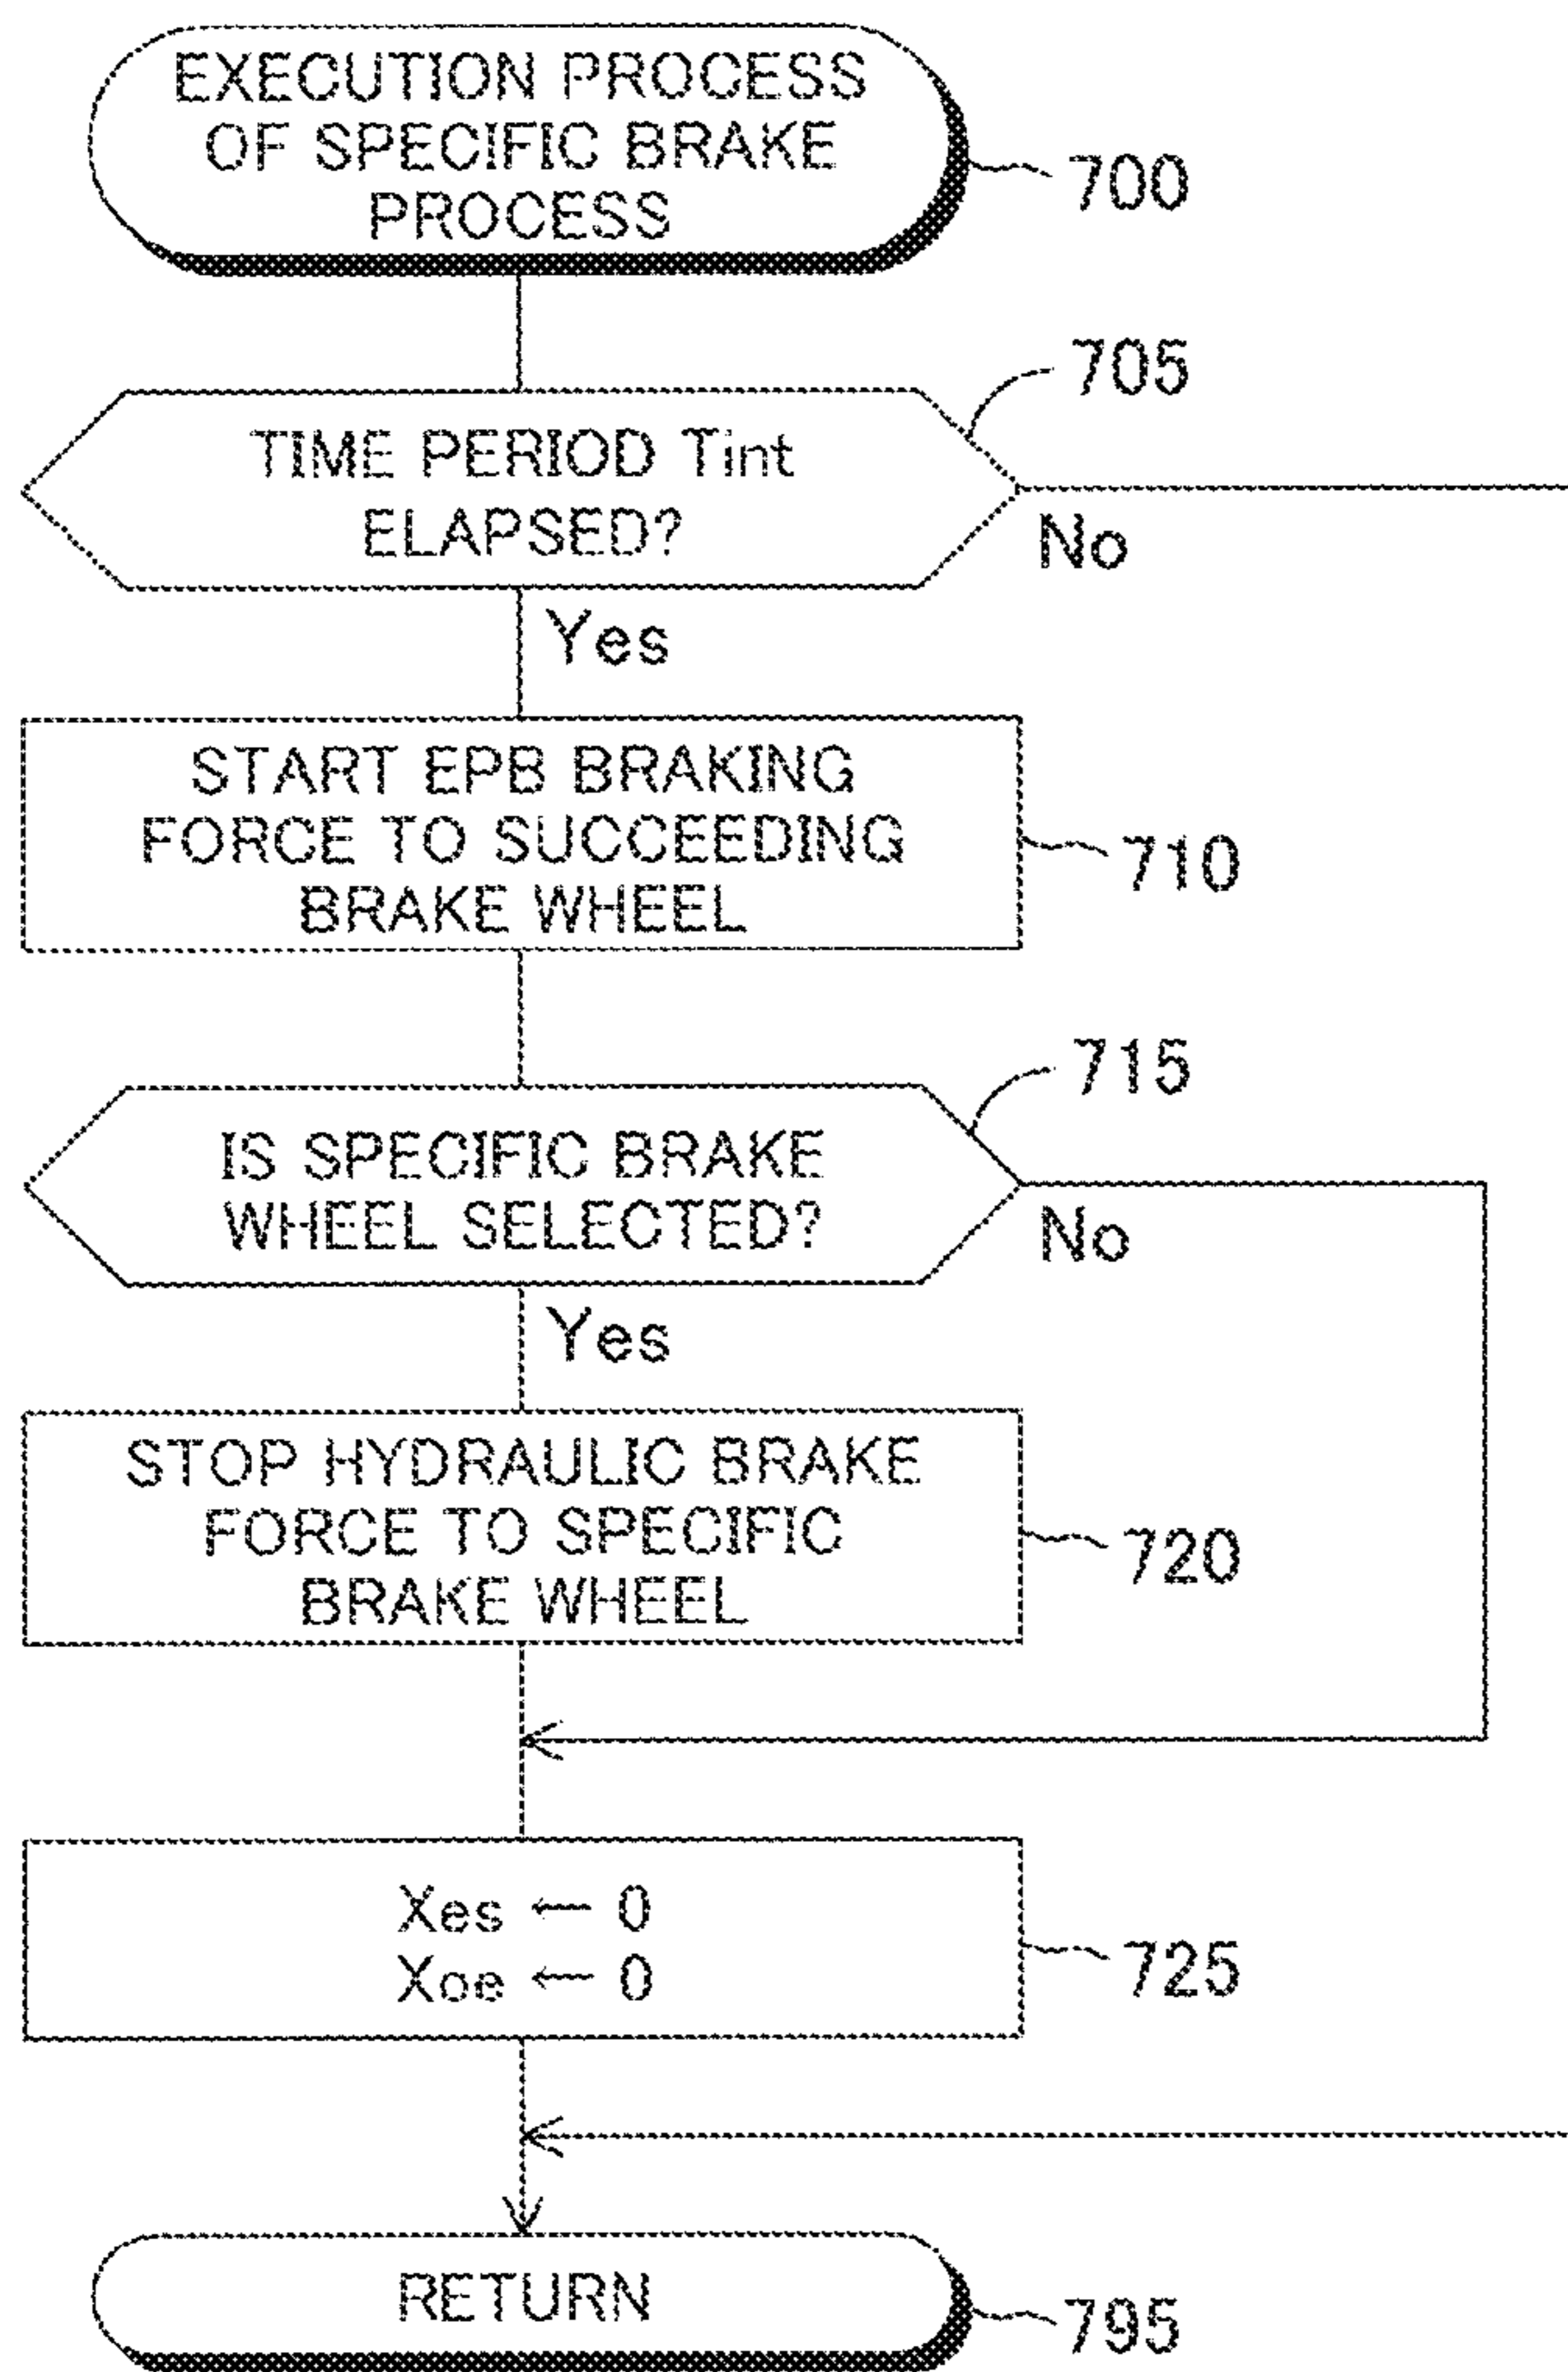 EXECUTION PROCESS
OF SPECIFIC BRAKE
PROCESS
700
705
TIME PERIOD Tint
ELAPSED?
No
Yes
START EPB BRAKING
FORCE TO SUCCEEDING
BRAKE WHEEL
710
715
IS SPECIFIC BRAKE
WHEEL SELECTED?
No
Yes
STOP HYDRAULIC BRAKE
FORCE TO SPECIFIC
BRAKE WHEEL
720
Xes ← 0
Xoe ← 0
725
RETURN
795